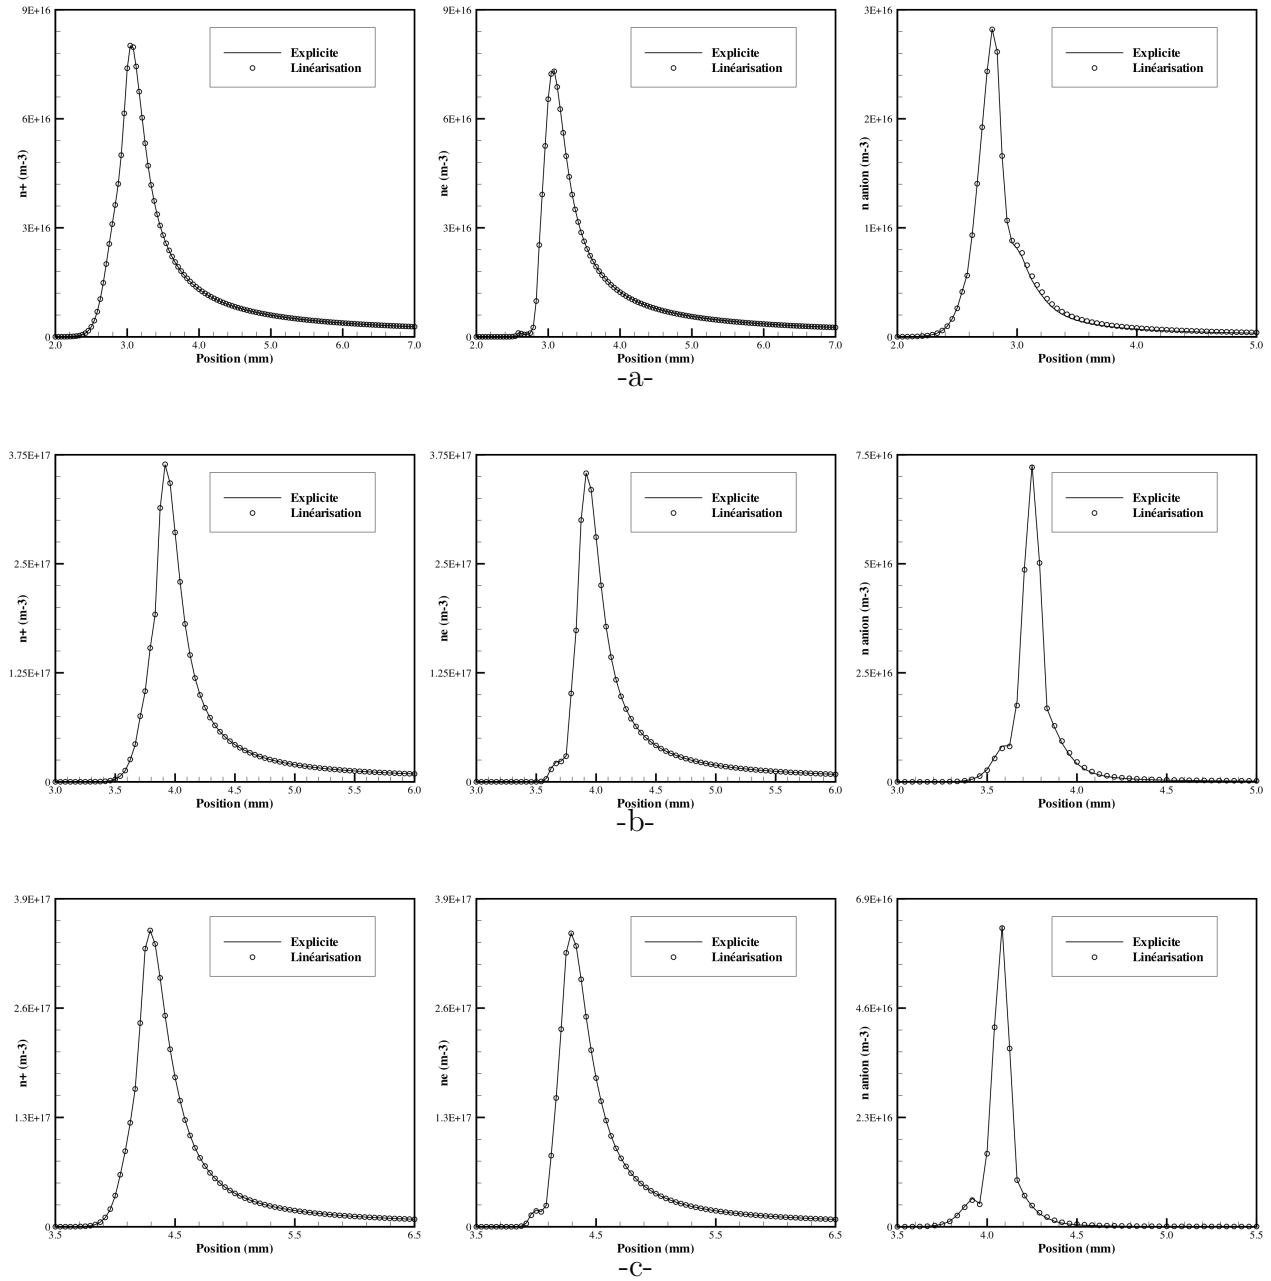 9E+16
6E+16
3E+16
0
n+ (m-3)
2.0 3.0 4.0 5.0 6.0 7.0
Position (mm)
Explicite
Linéarisation
9E+16
6E+16
3E+16
0
ne (m-3)
2.0 3.0 4.0 5.0 6.0 7.0
Position (mm)
Explicite
Linéarisation
3E+16
2E+16
1E+16
0
n anion (m-3)
2.0 3.0 4.0 5.0
Position (mm)
Explicite
Linéarisation
-a-
3.75E+17
2.5E+17
1.25E+17
0
n+ (m-3)
3.0 3.5 4.0 4.5 5.0 5.5 6.0
Position (mm)
Explicite
Linéarisation
3.75E+17
2.5E+17
1.25E+17
0
ne (m-3)
3.0 3.5 4.0 4.5 5.0 5.5 6.0
Position (mm)
Explicite
Linéarisation
7.5E+16
5E+16
2.5E+16
0
n anion (m-3)
3.0 3.5 4.0 4.5 5.0
Position (mm)
Explicite
Linéarisation
-b-
3.9E+17
2.6E+17
1.3E+17
0
n+ (m-3)
3.5 4.5 5.5 6.5
Position (mm)
Explicite
Linéarisation
3.9E+17
2.6E+17
1.3E+17
0
ne (m-3)
3.5 4.5 5.5 6.5
Position (mm)
Explicite
Linéarisation
6.9E+16
4.6E+16
2.3E+16
0
n anion (m-3)
3.5 4.0 4.5 5.0 5.5
Position (mm)
Explicite
Linéarisation
-c-